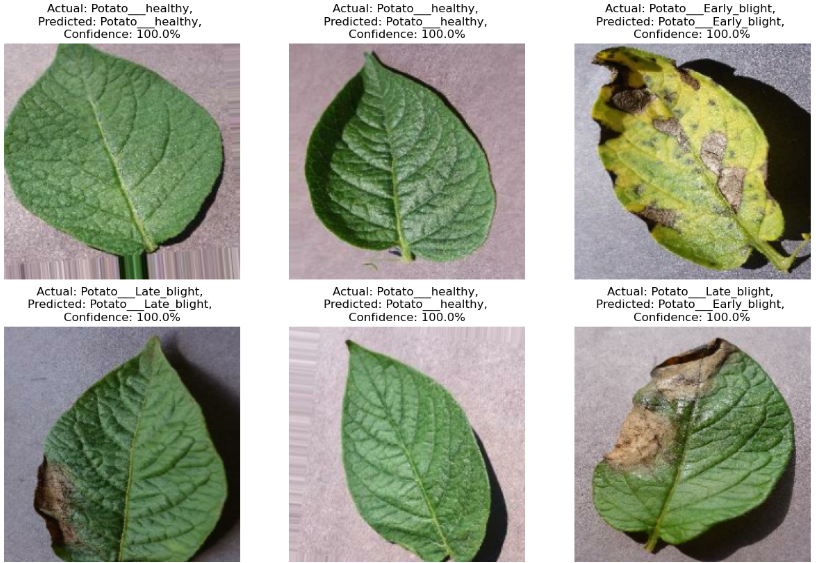 Actual: Potato___healthy,
Predicted: Potato___healthy,
Confidence: 100.0%
Actual: Potato___healthy,
Predicted: Potato___healthy,
Confidence: 100.0%
Actual: Potato___Early_blight,
Predicted: Potato___Early_blight,
Confidence: 100.0%
Actual: Potato___Late_blight,
Predicted: Potato___Late_blight,
Confidence: 100.0%
Actual: Potato___healthy,
Predicted: Potato___healthy,
Confidence: 100.0%
Actual: Potato___Late_blight,
Predicted: Potato___Early_blight,
Confidence: 100.0%